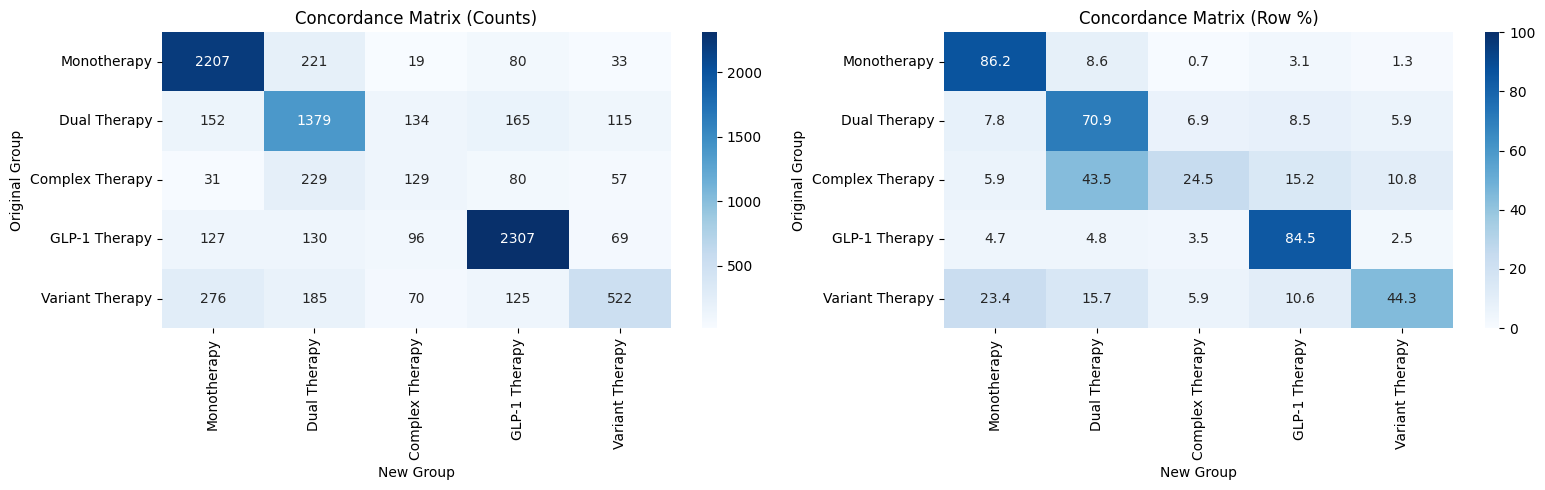 Concordance Matrix (Counts)
Original Group
Monotherapy 2207 221 19 80 33
Dual Therapy 152 1379 134 165 115
Complex Therapy 31 229 129 80 57
GLP-1 Therapy 127 130 96 2307 69
Variant Therapy 276 185 70 125 522
Monotherapy
Dual Therapy
Complex Therapy
GLP-1 Therapy
Variant Therapy
New Group
2000
1500
1000
500
Concordance Matrix (Row %)
Original Group
Monotherapy 86.2 8.6 0.7 3.1 1.3
Dual Therapy 7.8 70.9 6.9 8.5 5.9
Complex Therapy 5.9 43.5 24.5 15.2 10.8
GLP-1 Therapy 4.7 4.8 3.5 84.5 2.5
Variant Therapy 23.4 15.7 5.9 10.6 44.3
Monotherapy
Dual Therapy
Complex Therapy
GLP-1 Therapy
Variant Therapy
New Group
100
80
60
40
20
0